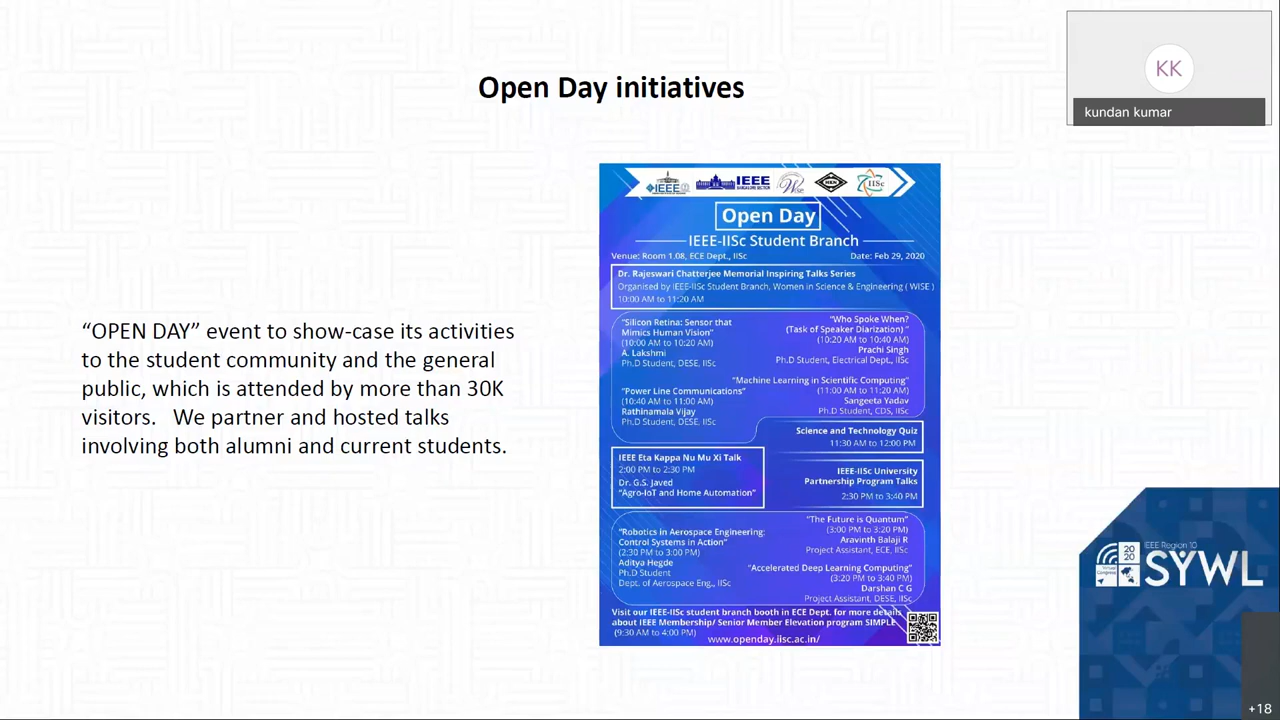 Open Day initiatives
KK
kundan kumar
“OPEN DAY” event to show-case its activities
to the student community and the general
public, which is attended by more than 30K
visitors. We partner and hosted talks
involving both alumni and current students.
IEEE
IEEE
BANGALORE SECTION
WiSe
HKN
IISc
Open Day
IEEE-IISc Student Branch
Venue: Room 1.08, ECE Dept., IISc
Date: Feb 29, 2020
Dr. Rajeswari Chatterjee Memorial Inspiring Talks Series
Organised by IEEE-IISc Student Branch, Women in Science & Engineering ( WISE )
10:00 AM to 11:20 AM
“Silicon Retina: Sensor that
Mimics Human Vision”
(10:00 AM to 10:20 AM)
A. Lakshmi
Ph.D Student, DESE, IISc
“Who Spoke When?
(Task of Speaker Diarization) ”
(10:20 AM to 10:40 AM)
Prachi Singh
Ph.D Student, Electrical Dept., IISc
“Power Line Communications”
(10:40 AM to 11:00 AM)
Rathinamala Vijay
Ph.D Student, DESE, IISc
“Machine Learning in Scientific Computing”
(11:00 AM to 11:20 AM)
Sangeeta Yadav
Ph.D Student, CDS, IISc
Science and Technology Quiz
11:30 AM to 12:00 PM
IEEE Eta Kappa Nu Mu Xi Talk
2:00 PM to 2:30 PM
Dr. G.S. Javed
“Agro-IoT and Home Automation”
IEEE-IISc University
Partnership Program Talks
2:30 PM to 3:40 PM
“Robotics in Aerospace Engineering:
Control Systems in Action”
(2:30 PM to 3:00 PM)
Aditya Hegde
Ph.D Student
Dept. of Aerospace Eng., IISc
“The Future is Quantum”
(3:00 PM to 3:20 PM)
Aravinth Balaji R
Project Assistant, ECE, IISc
“Accelerated Deep Learning Computing”
(3:20 PM to 3:40 PM)
Darshan C G
Project Assistant, DESE, IISc
Visit our IEEE-IISc student branch booth in ECE Dept. for more details
about IEEE Membership/ Senior Member Elevation program SIMPLE
(9:30 AM to 4:00 PM)
www.openday.iisc.ac.in/
IEEE Region 10
2020
Virtual
Congress
SYWL
+18